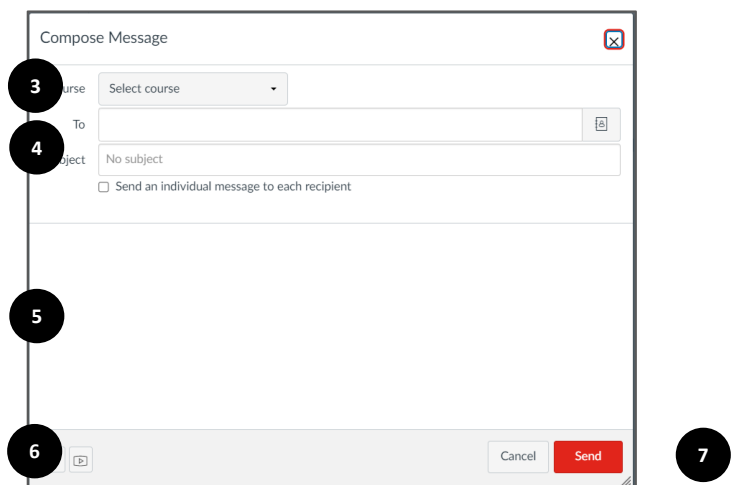 Compose Message
3 urse Select course
To
4 bject No subject
Send an individual message to each recipient
5
6 Cancel Send 7